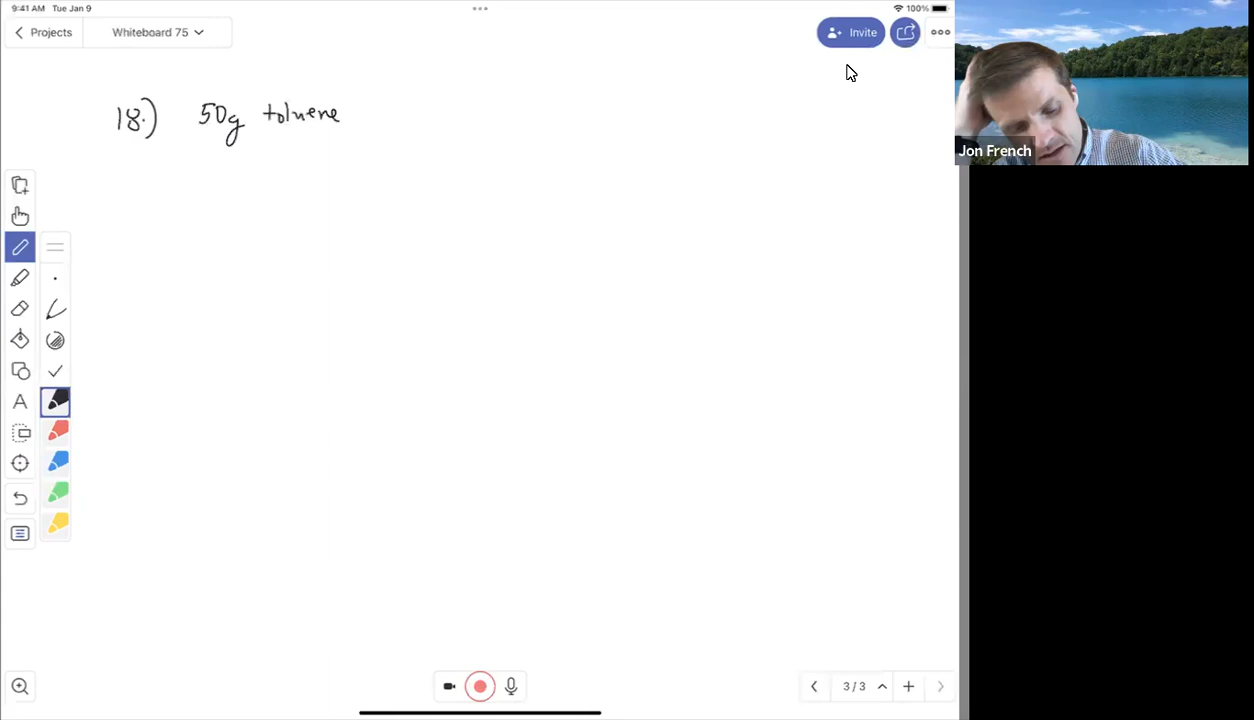 9:41 AM Tue Jan 9
100%
Projects
Whiteboard 75
Invite
18.) 50g toluene
Jon French
A
3/3